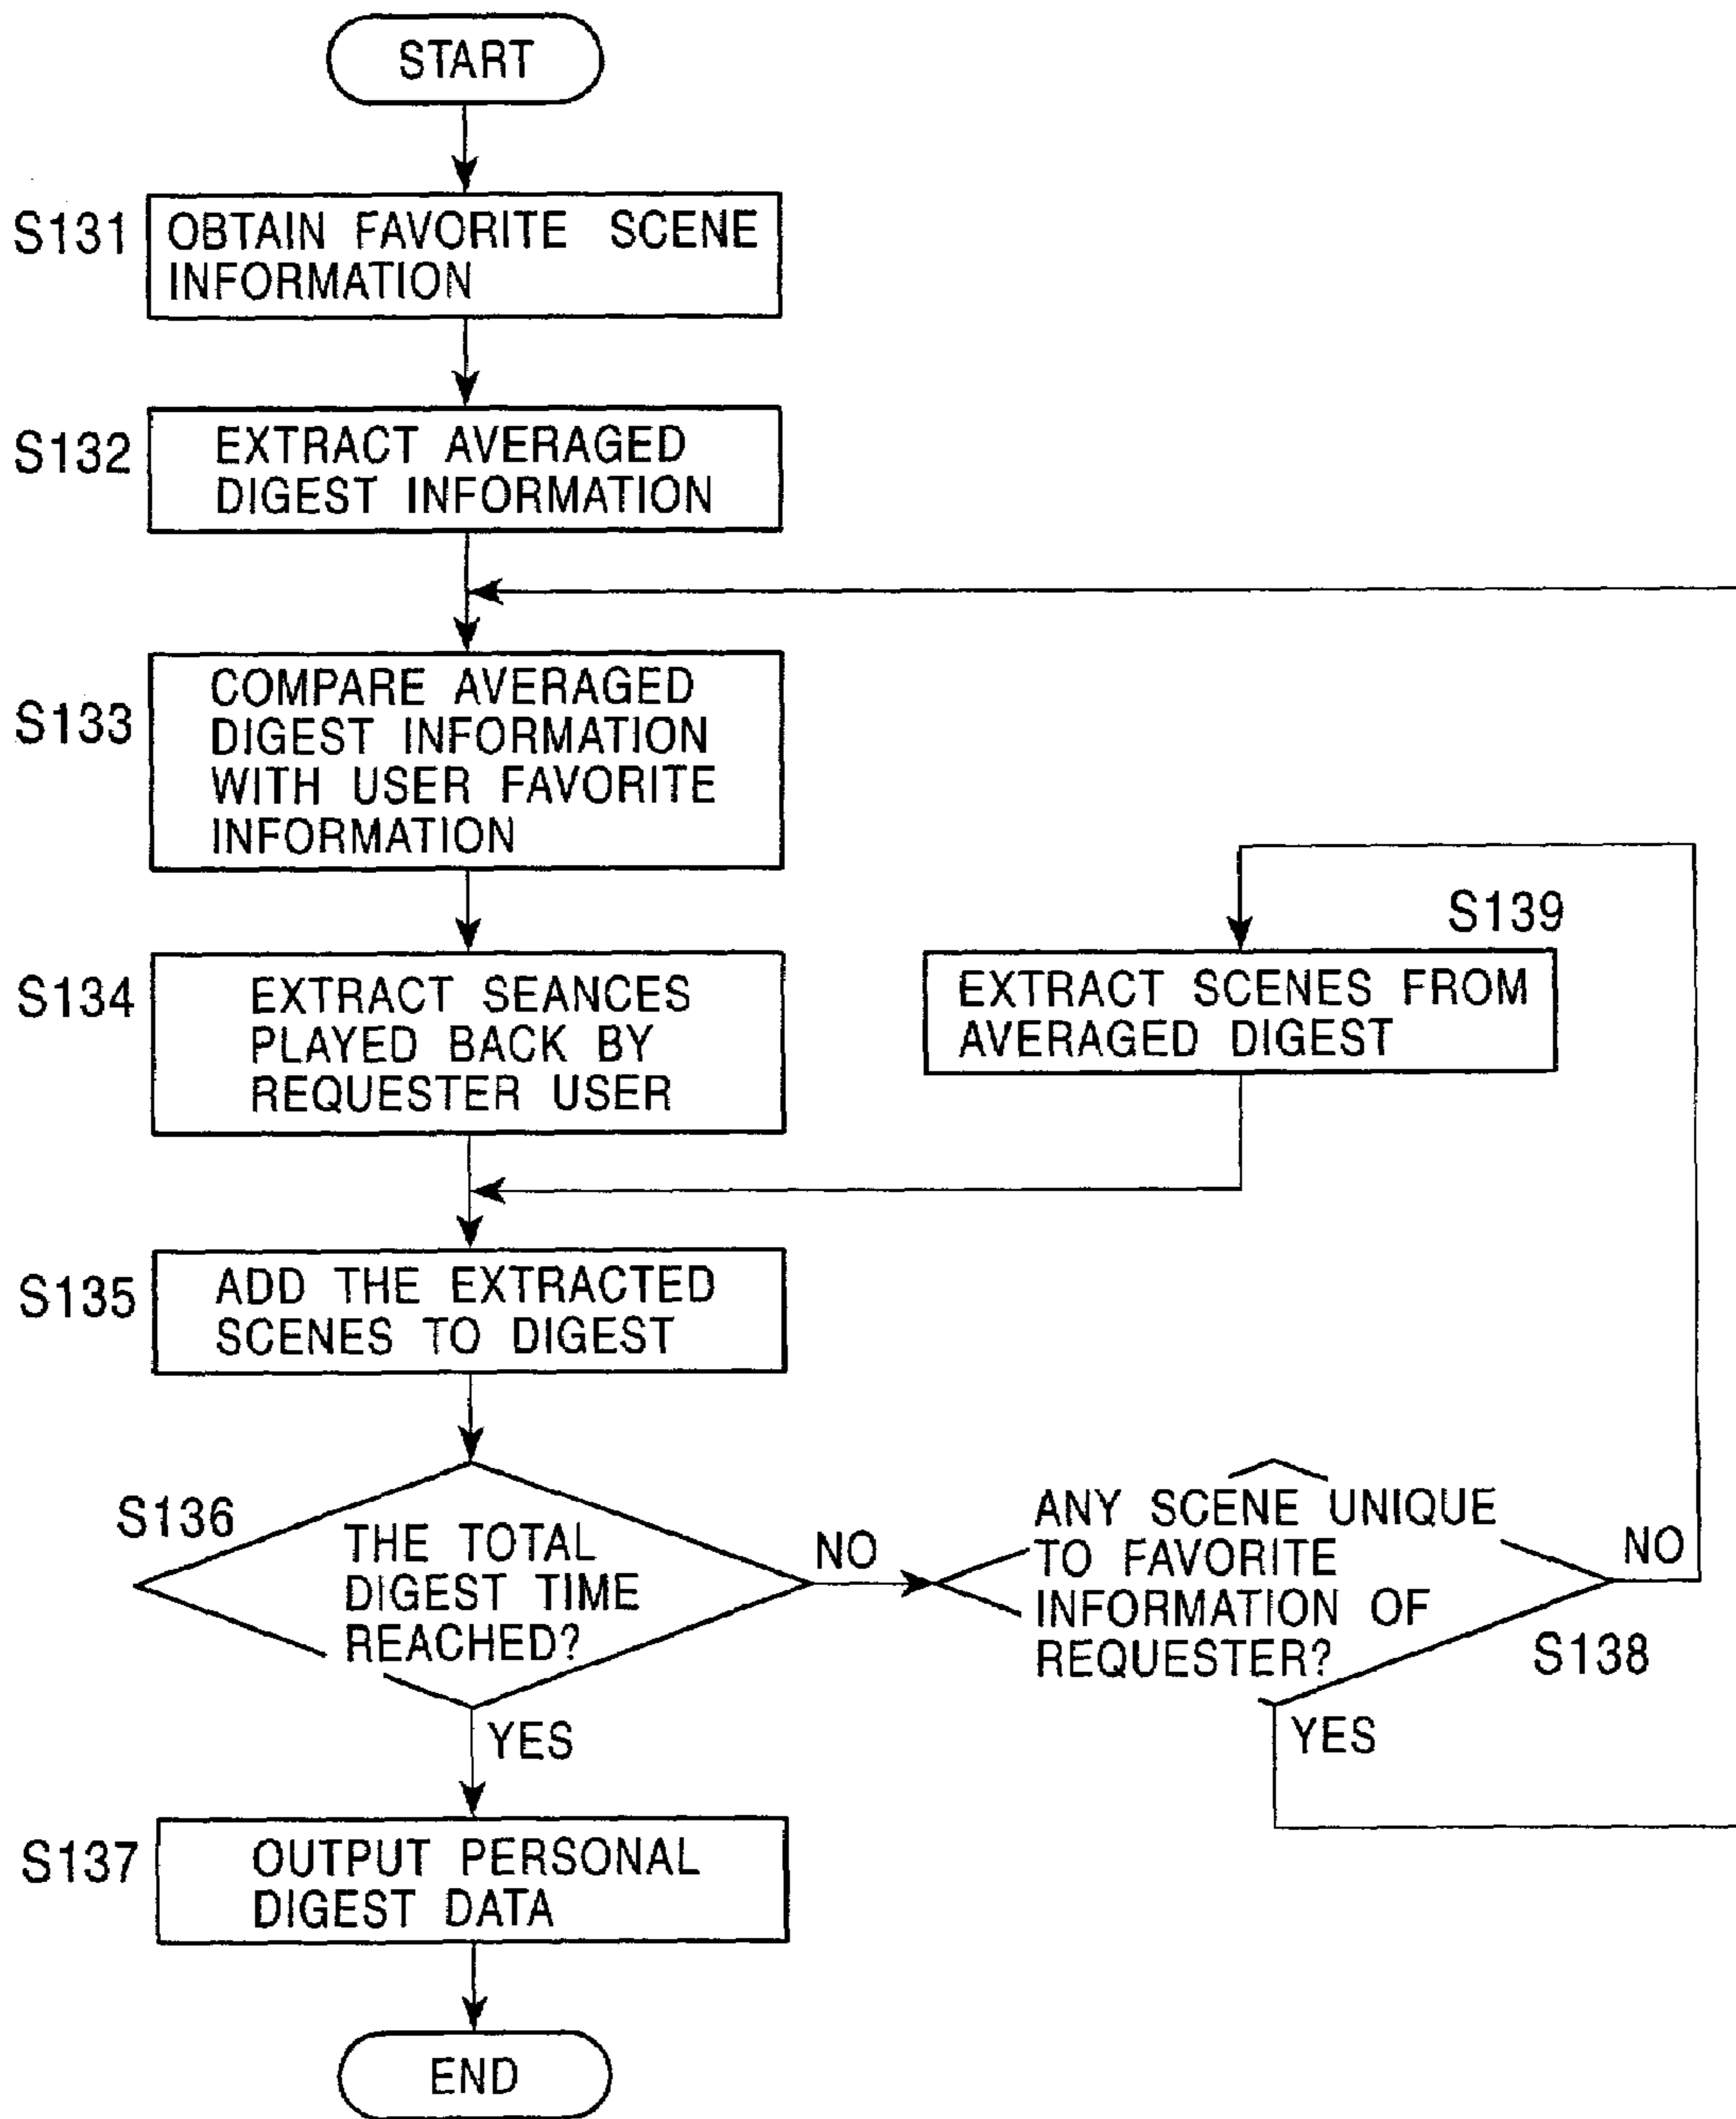 START
S131
OBTAIN FAVORITE SCENE
INFORMATION
S132
EXTRACT AVERAGED
DIGEST INFORMATION
S133
COMPARE AVERAGED
DIGEST INFORMATION
WITH USER FAVORITE
INFORMATION
S134
EXTRACT SEANCES
PLAYED BACK BY
REQUESTER USER
S139
EXTRACT SCENES FROM
AVERAGED DIGEST
S135
ADD THE EXTRACTED
SCENES TO DIGEST
S136
THE TOTAL
DIGEST TIME
REACHED?
NO
YES
ANY SCENE UNIQUE
TO FAVORITE
INFORMATION OF
REQUESTER?
NO
S138
YES
S137
OUTPUT PERSONAL
DIGEST DATA
END